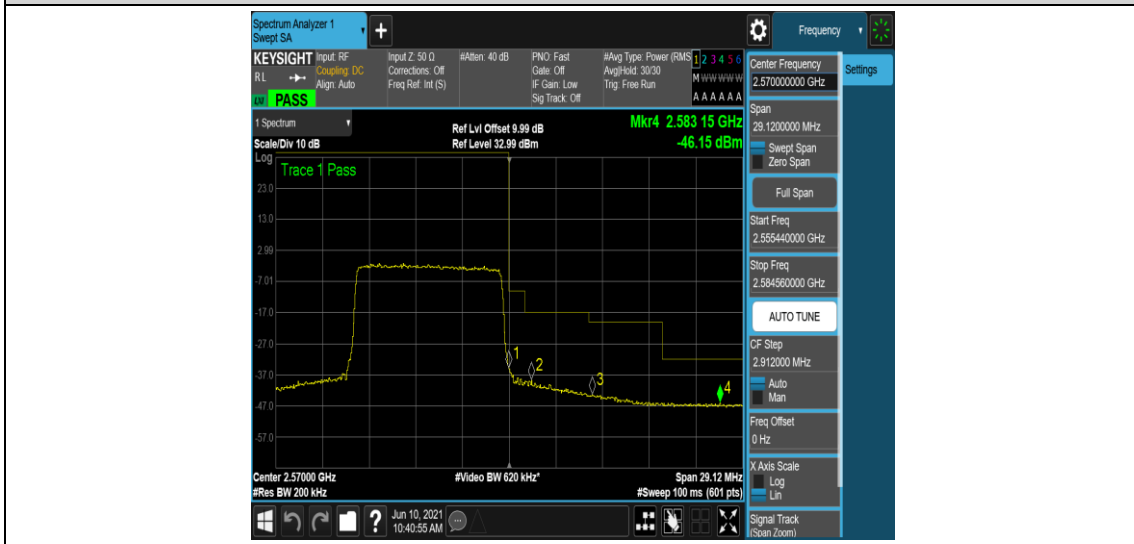 Spectrum Analyzer 1
Swept SA
+
Frequency
KEYSIGHT
RL
PASS
Input: RF
Coupling: DC
Align: Auto
Input Z: 50 Ω
Corrections: Off
Freq Ref: Int (S)
#Atten: 40 dB
PNO: Fast
Gate: Off
IF Gain: Low
Sig Track: Off
#Avg Type: Power (RMS
Avg|Hold: 30/30
Trig: Free Run
1 2 3 4 5 6
M W W W W W
A A A A A A
1 Spectrum
Scale/Div 10 dB
Ref Lvl Offset 9.99 dB
Ref Level 32.99 dBm
Mkr4 2.583 15 GHz
-46.15 dBm
Log
Trace 1 Pass
23.0
13.0
2.99
-7.01
-17.0
-27.0
-37.0
-47.0
-57.0
1
2
3
4
Center 2.57000 GHz
#Res BW 200 kHz
#Video BW 620 kHz*
Span 29.12 MHz
#Sweep 100 ms (601 pts)
Jun 10, 2021
10:40:55 AM
?
Center Frequency
2.570000000 GHz
Settings
Span
29.1200000 MHz
Swept Span
Zero Span
Full Span
Start Freq
2.555440000 GHz
Stop Freq
2.584560000 GHz
AUTO TUNE
CF Step
2.912000 MHz
Auto
Man
Freq Offset
0 Hz
X Axis Scale
Log
Lin
Signal Track
(Span Zoom)